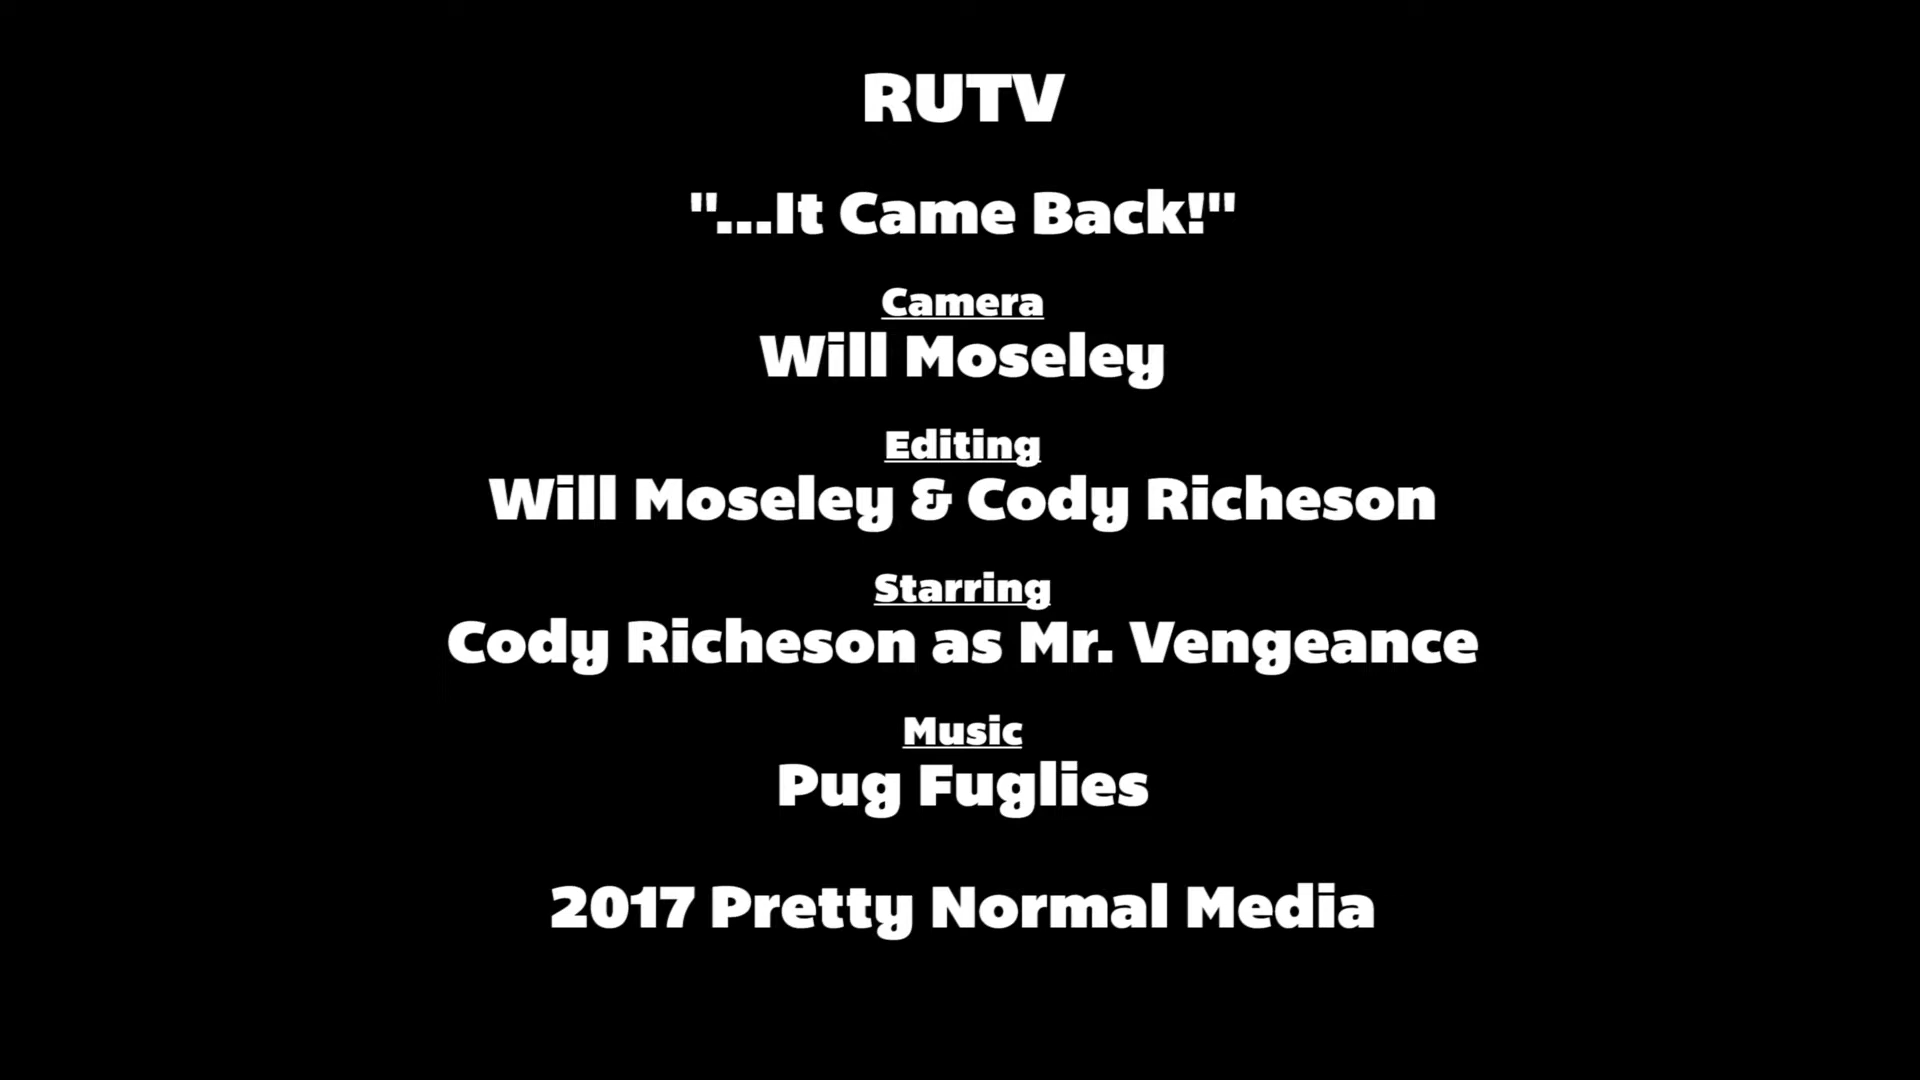 RUTV
"...It Came Back!"
Camera
Will Moseley
Editing
Will Moseley & Cody Richeson
Starring
Cody Richeson as Mr. Vengeance
Music
Pug Fuglies
2017 Pretty Normal Media